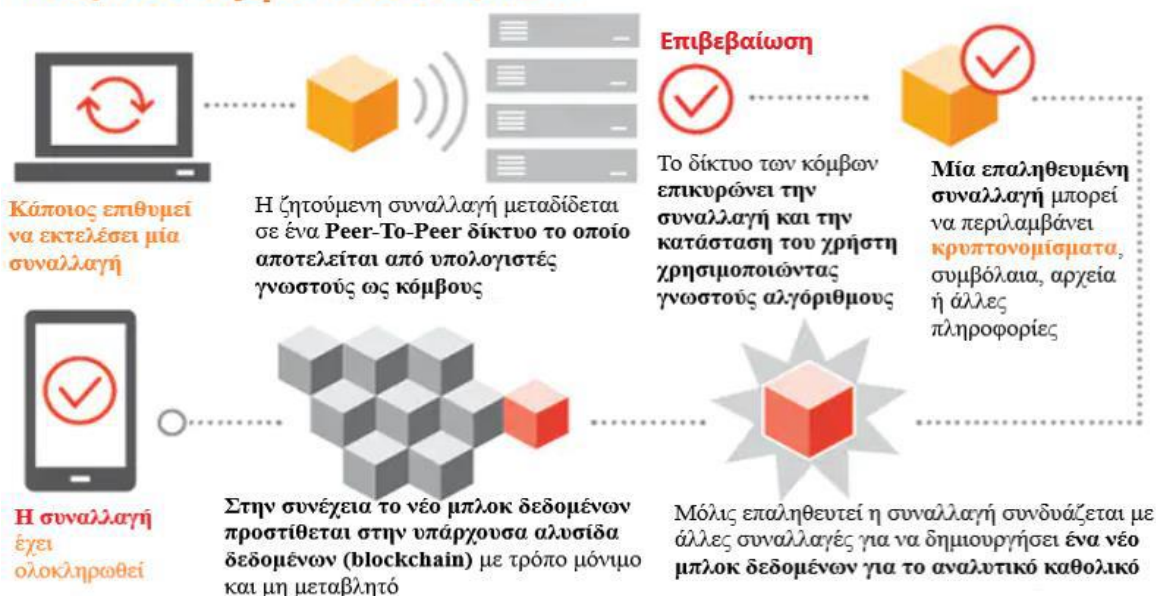 Κάποιος επιθυμεί
να εκτελέσει μία
συναλλαγή
Η ζητούμενη συναλλαγή μεταδίδεται
σε ένα Peer-To-Peer δίκτυο το οποίο
αποτελείται από υπολογιστές
γνωστούς ως κόμβους
Επιβεβαίωση
Το δίκτυο των κόμβων
επικυρώνει την
συναλλαγή και την
κατάσταση του χρήστη
χρησιμοποιώντας
γνωστούς αλγόριθμους
Μία επαληθευμένη
συναλλαγή μπορεί
να περιλαμβάνει
κρυπτονομίσματα,
συμβόλαια, αρχεία
ή άλλες
πληροφορίες
Μόλις επαληθευτεί η συναλλαγή συνδυάζεται με
άλλες συναλλαγές για να δημιουργήσει ένα νέο
μπλοκ δεδομένων για το αναλυτικό καθολικό
Στην συνέχεια το νέο μπλοκ δεδομένων
προστίθεται στην υπάρχουσα αλυσίδα
δεδομένων (blockchain) με τρόπο μόνιμο
και μη μεταβλητό
Η συναλλαγή
έχει
ολοκληρωθεί